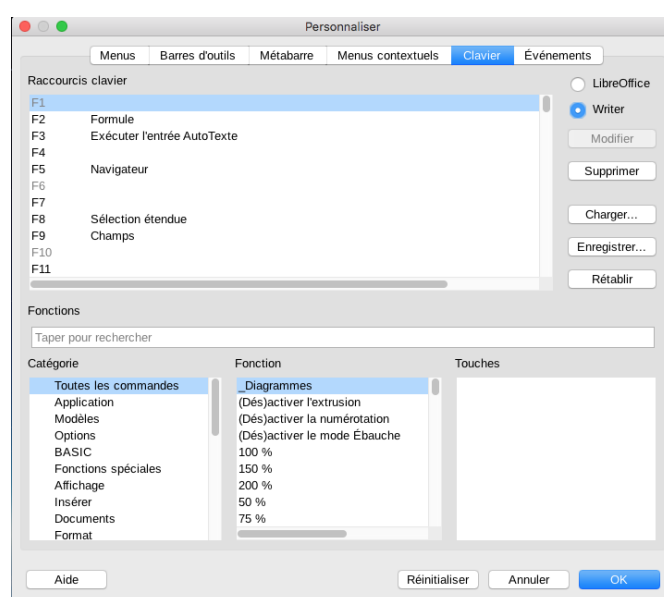 Personnaliser
Menus Barres d'outils Métabarre Menus contextuels Clavier Événements
Raccourcis clavier
LibreOffice
Writer
F1
F2 Formule
F3 Exécuter l'entrée AutoTexte
F4
F5 Navigateur
F6
F7
F8 Sélection étendue
F9 Champs
F10
F11
Modifier
Supprimer
Charger...
Enregistrer...
Rétablir
Fonctions
Taper pour rechercher
Catégorie
Toutes les commandes
Application
Modèles
Options
BASIC
Fonctions spéciales
Affichage
Insérer
Documents
Format
Fonction
_Diagrammes
(Dés)activer l'extrusion
(Dés)activer la numérotation
(Dés)activer le mode Ébauche
100 %
150 %
200 %
50 %
75 %
Touches
Aide Réinitialiser Annuler OK